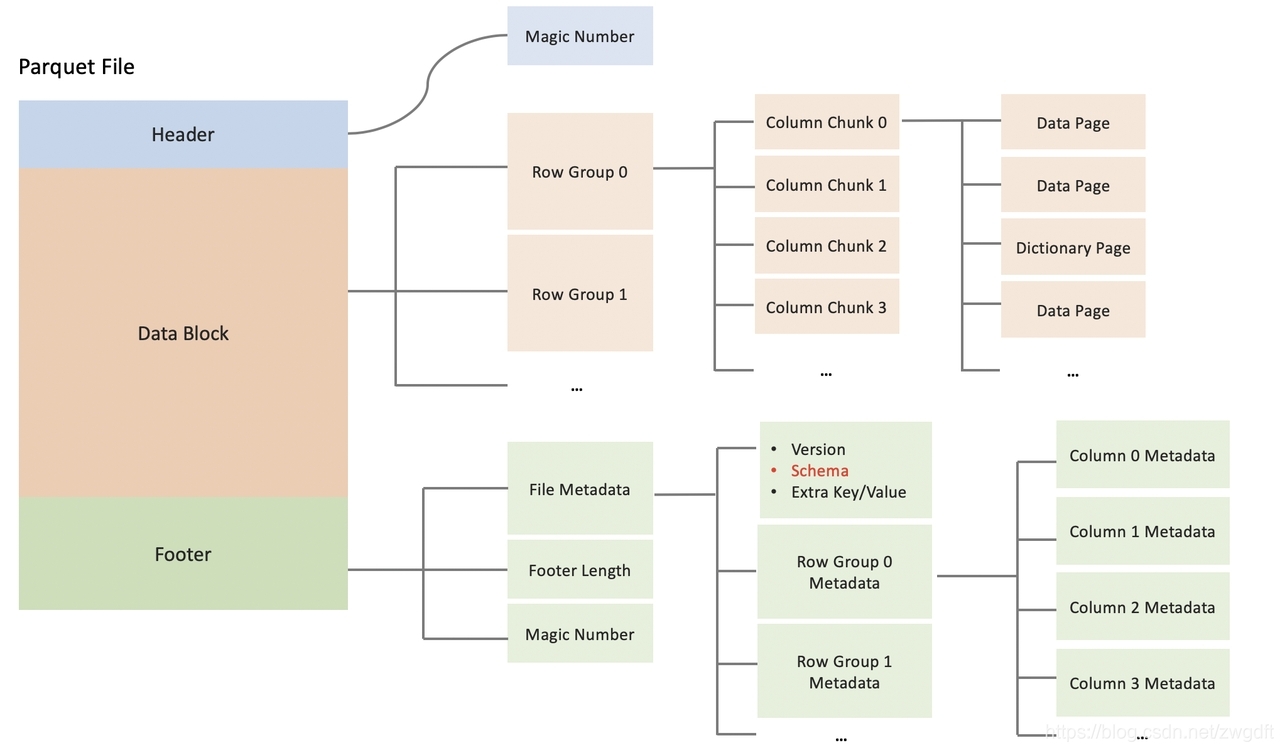 Parquet File
Header
Data Block
Footer
Magic Number
Row Group 0
Row Group 1
...
Column Chunk 0
Column Chunk 1
Column Chunk 2
Column Chunk 3
...
Data Page
Data Page
Dictionary Page
Data Page
...
File Metadata
Footer Length
Magic Number
• Version
• Schema
• Extra Key/Value
Row Group 0
Metadata
Row Group 1
Metadata
...
Column 0 Metadata
Column 1 Metadata
Column 2 Metadata
Column 3 Metadata
...
https://blog.csdn.net/zwgdft